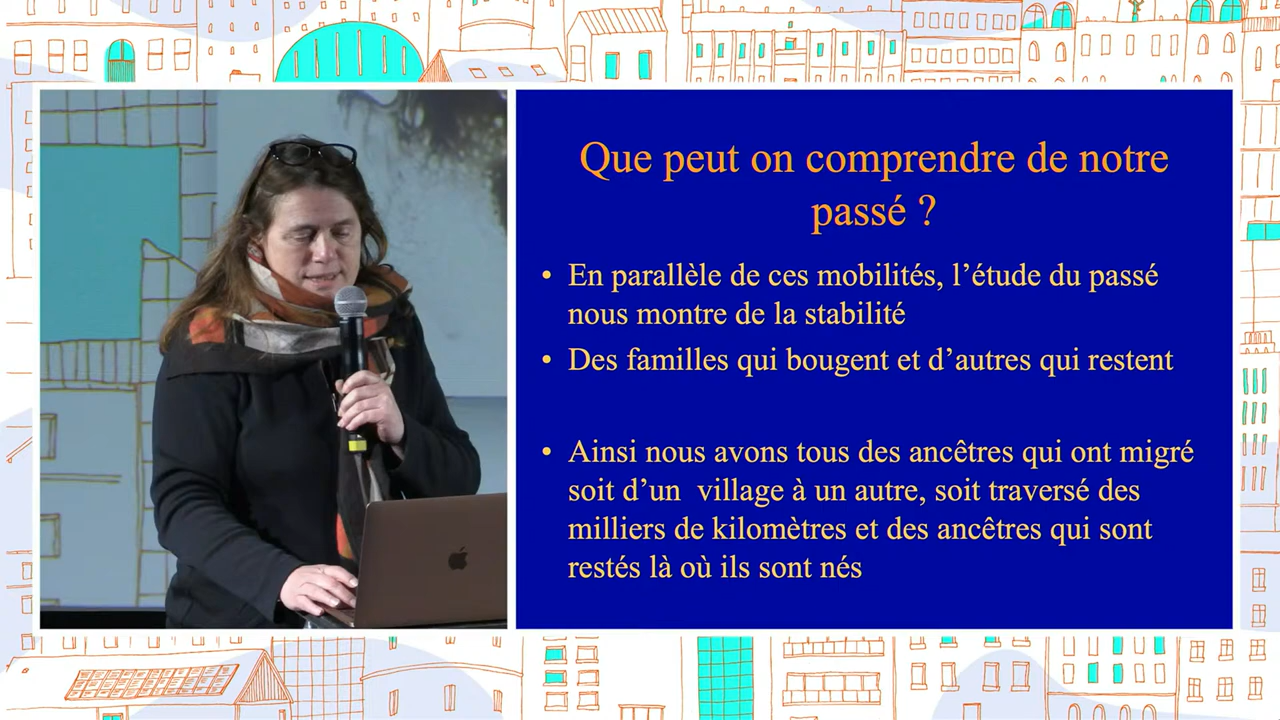 Que peut on comprendre de notre
passé ?
• En parallèle de ces mobilités, l’étude du passé
nous montre de la stabilité
• Des familles qui bougent et d’autres qui restent
• Ainsi nous avons tous des ancêtres qui ont migré
soit d’un village à un autre, soit traversé des
milliers de kilomètres et des ancêtres qui sont
restés là où ils sont nés